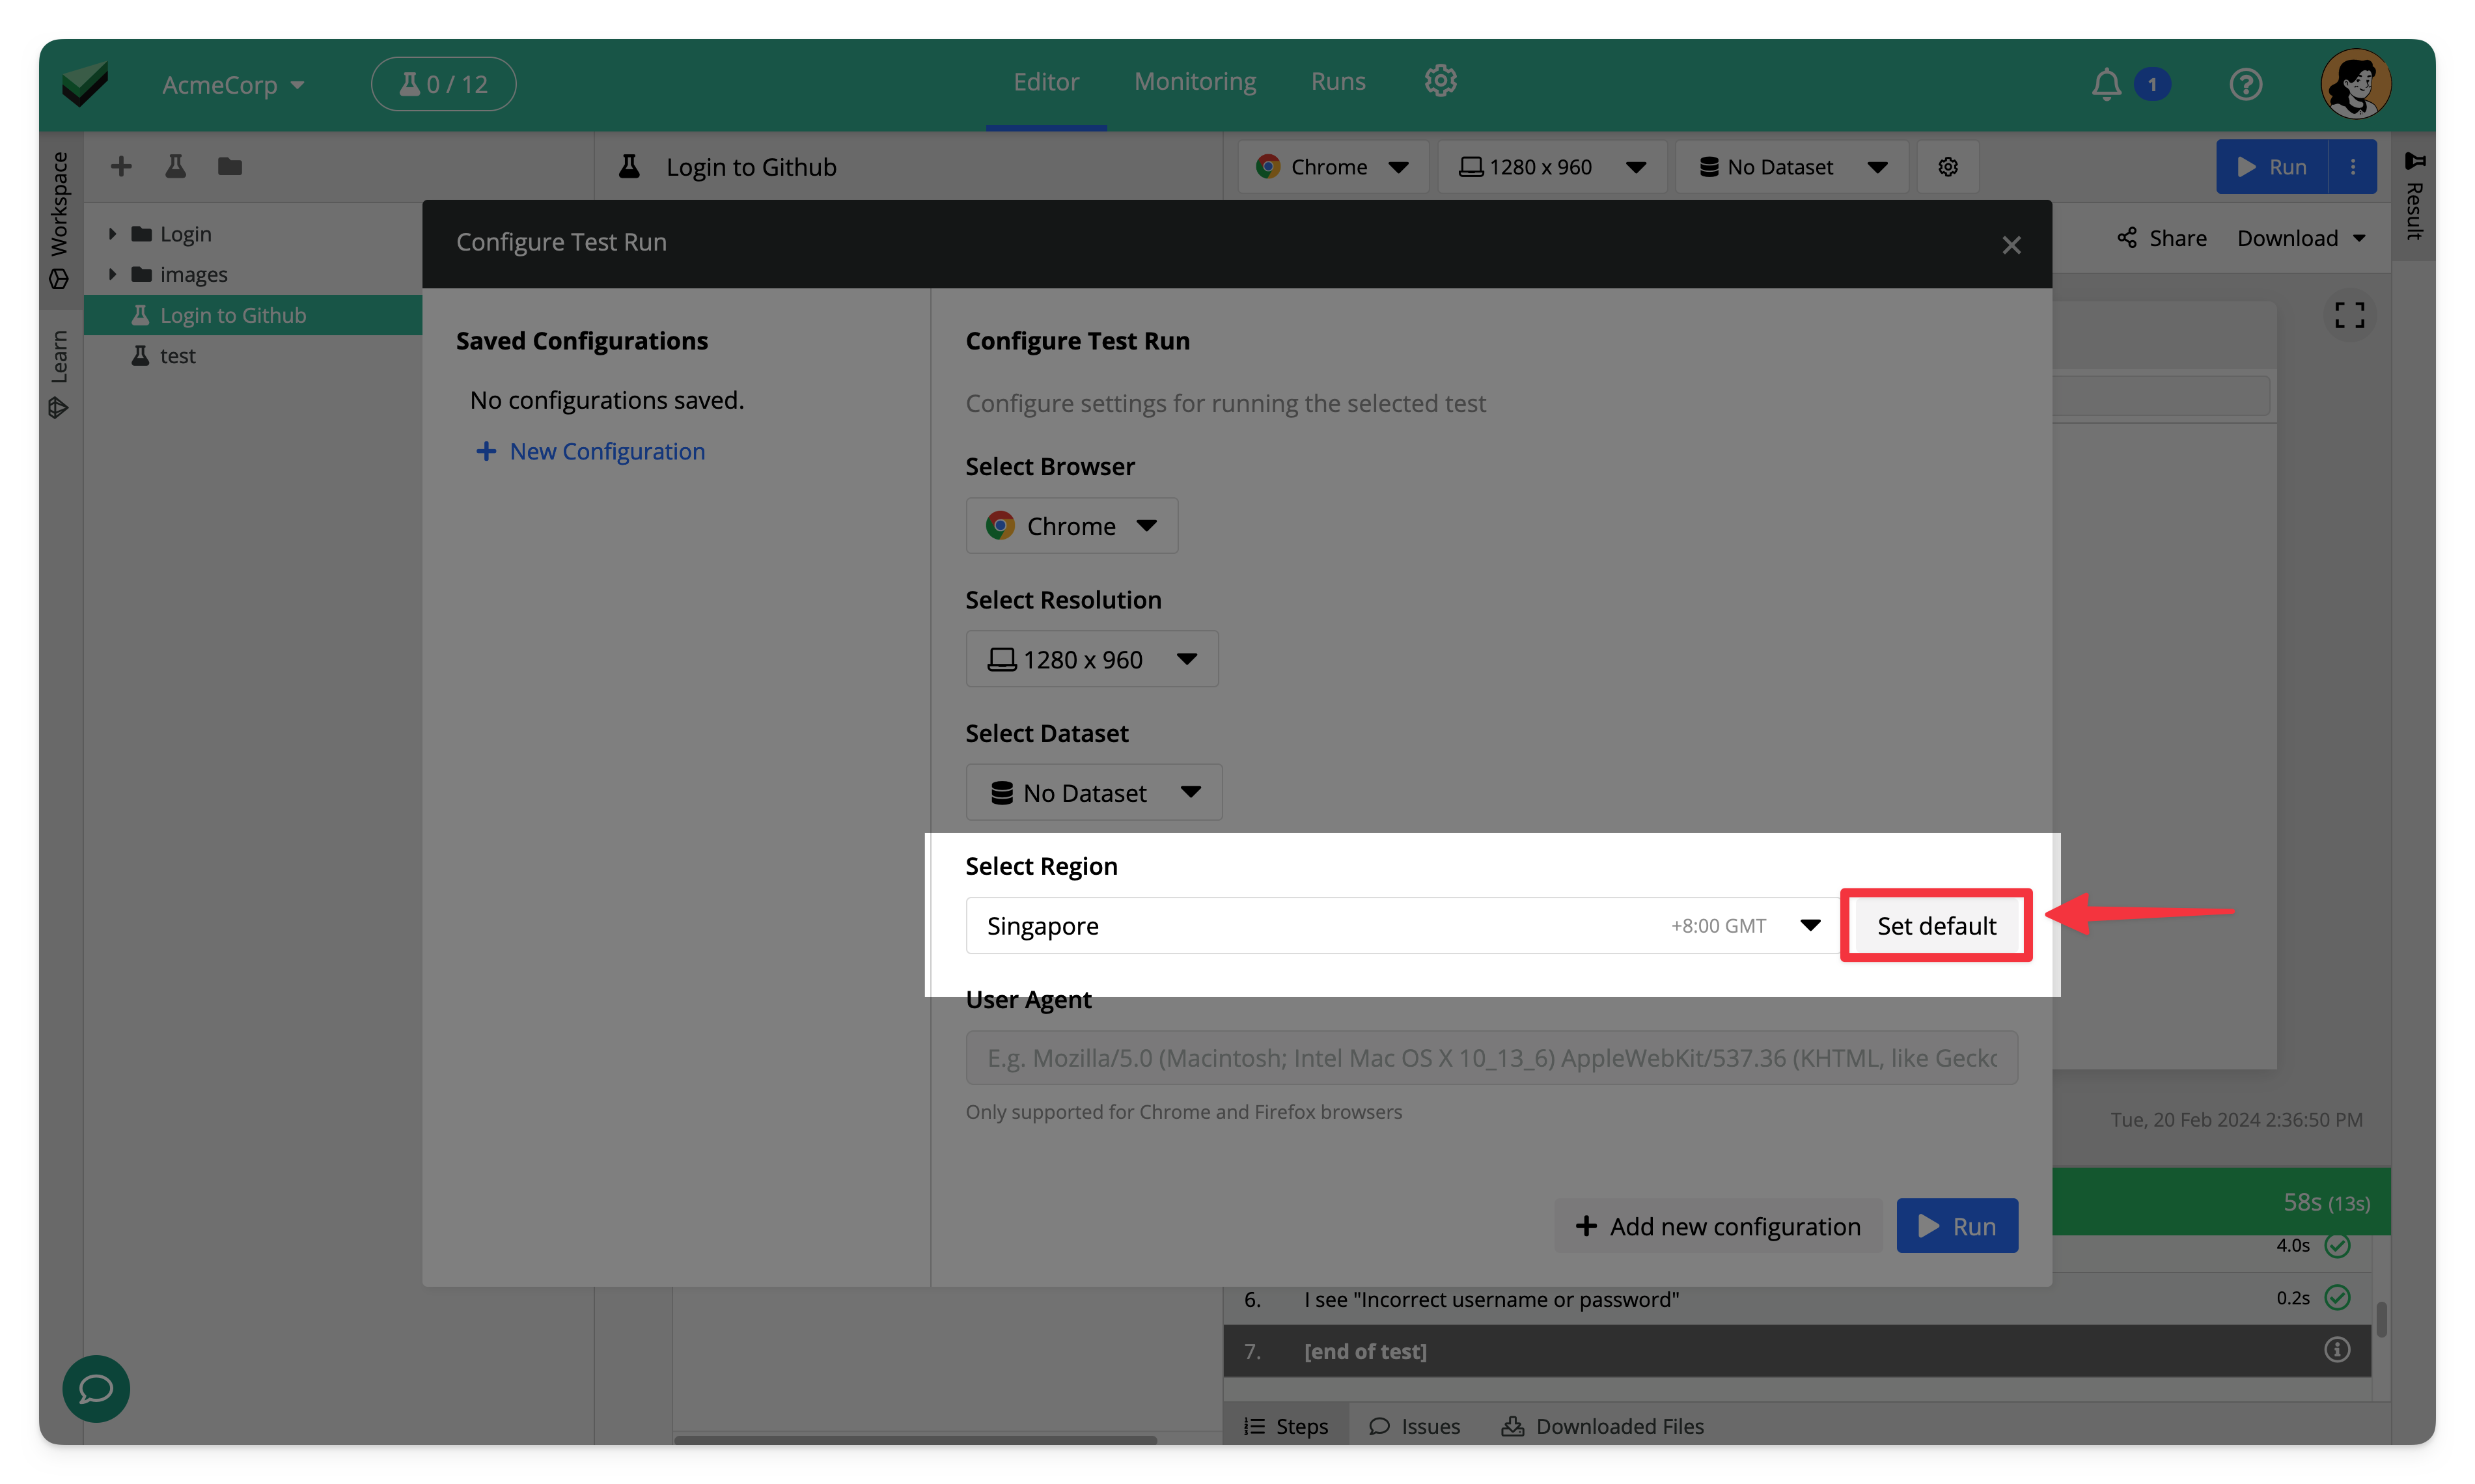 AcmeCorp
0 / 12
Editor
Monitoring
Runs
1
Workspace
Learn
Login to Github
Chrome
1280 x 960
No Dataset
Run
Result
Share
Download
Login
images
Login to Github
test
Configure Test Run
Saved Configurations
No configurations saved.
New Configuration
Configure Test Run
Configure settings for running the selected test
Select Browser
Chrome
Select Resolution
1280 x 960
Select Dataset
No Dataset
Select Region
Singapore
+8:00 GMT
Set default
User Agent
E.g. Mozilla/5.0 (Macintosh; Intel Mac OS X 10_13_6) AppleWebKit/537.36 (KHTML, like Gecko
Only supported for Chrome and Firefox browsers
Add new configuration
Run
Tue, 20 Feb 2024 2:36:50 PM
58s (13s)
4.0s
6. I see "Incorrect username or password" 0.2s
7. [end of test]
Steps
Issues
Downloaded Files